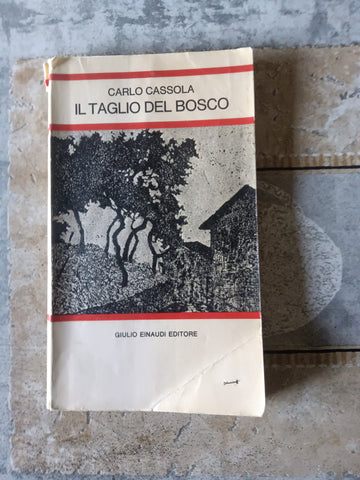 CARLO CASSOLA
IL TAGLIO DEL BOSCO
GIULIO EINAUDI EDITORE